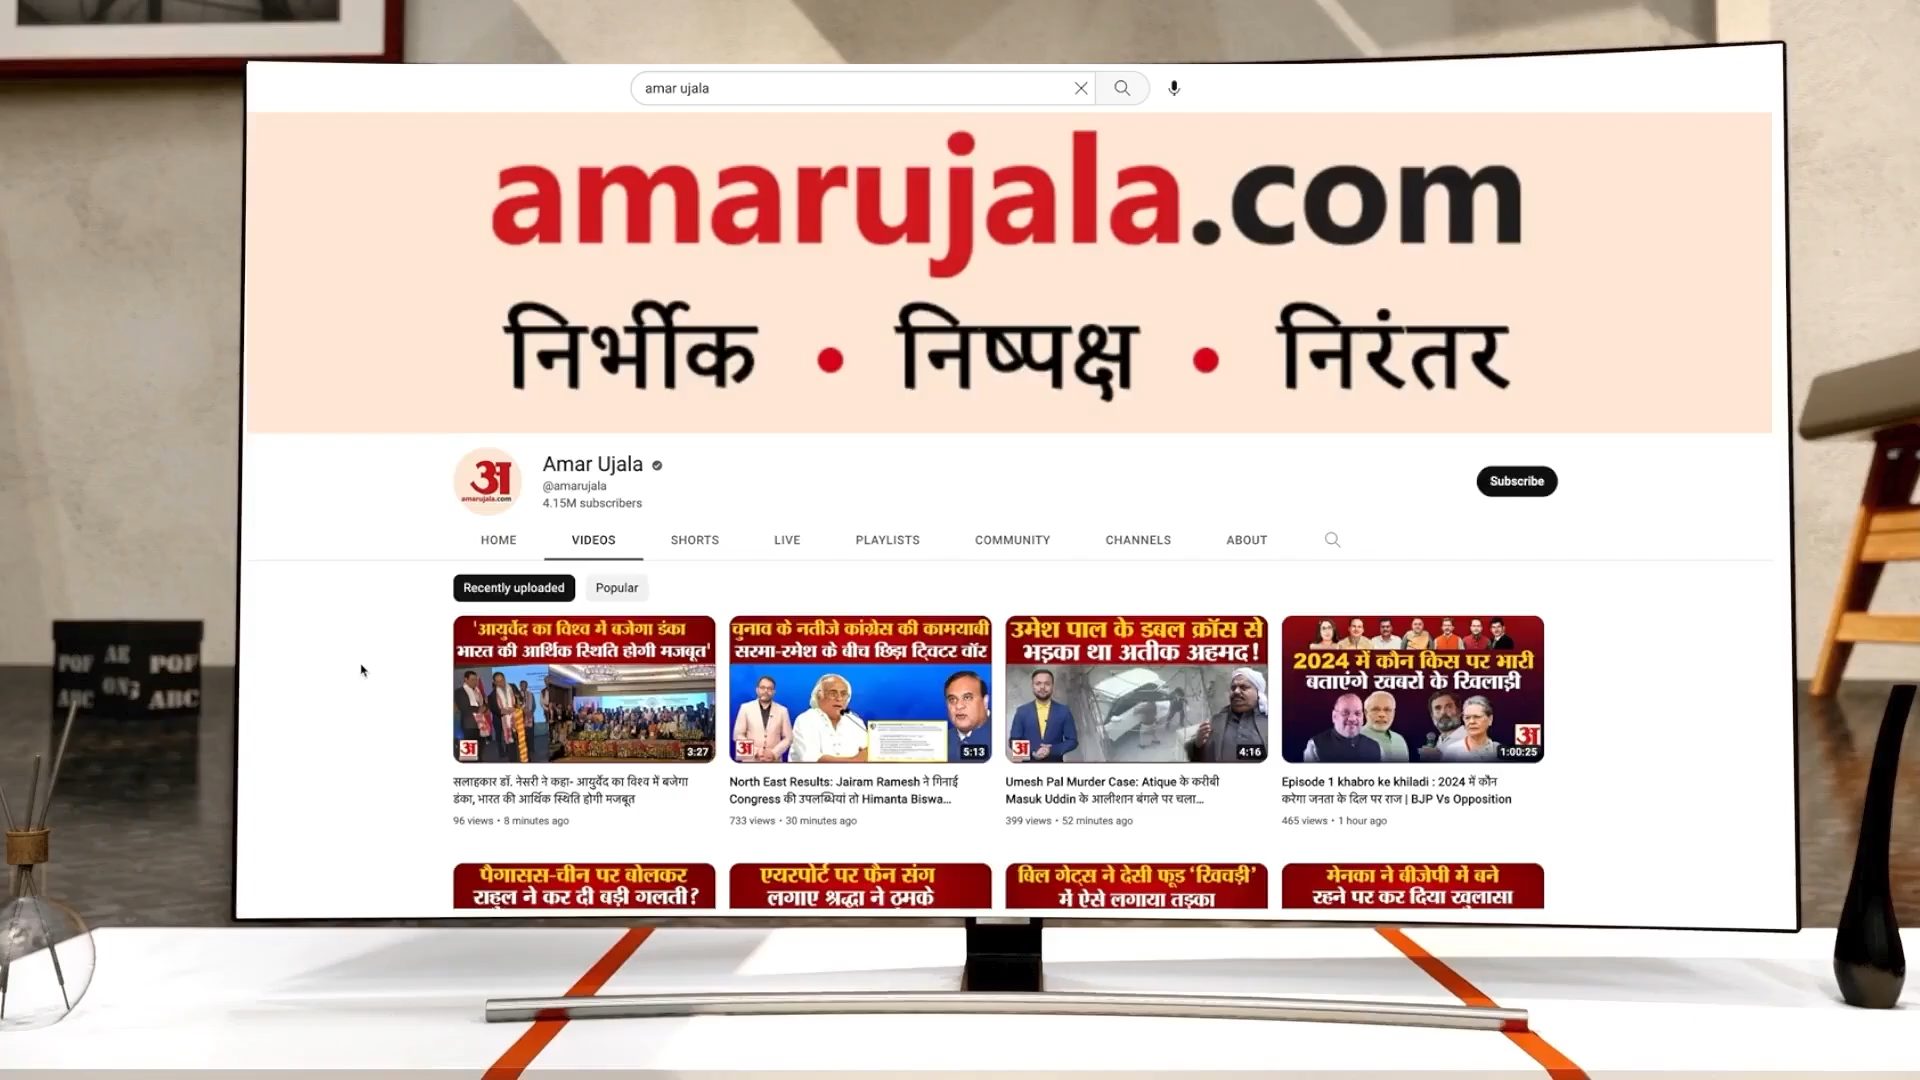 amar ujala
amarujala.com
निर्भीक • निष्पक्ष • निरंतर
अ
amarujala.com
Amar Ujala
@amarujala
4.15M subscribers
Subscribe
HOME VIDEOS SHORTS LIVE PLAYLISTS COMMUNITY CHANNELS ABOUT
Recently uploaded Popular
'आयुर्वेद का विश्व में बजेगा डंका
भारत की आर्थिक स्थिति होगी मजबूत'
अ
3:27
चुनाव के नतीजे कांग्रेस की कामयाबी
सरमा-रमेश के बीच छिड़ा ट्विटर वॉर
अ
5:13
उमेश पाल के डबल क्रॉस से
भड़का था अतीक अहमद!
अ
4:16
2024 में कौन किस पर भारी
बताएंगे खबरों के खिलाड़ी
अ
1:00:25
सलाहकार डॉ. नेसरी ने कहा- आयुर्वेद का विश्व में बजेगा
डंका, भारत की आर्थिक स्थिति होगी मजबूत
96 views • 8 minutes ago
North East Results: Jairam Ramesh ने गिनाई
Congress की उपलब्धियां तो Himanta Biswa...
733 views • 30 minutes ago
Umesh Pal Murder Case: Atique के करीबी
Masuk Uddin के आलीशान बंगले पर चला...
399 views • 52 minutes ago
Episode 1 khabro ke khiladi : 2024 में कौन
करेगा जनता के दिल पर राज | BJP Vs Opposition
465 views • 1 hour ago
पैगासस-चीन पर बोलकर
राहुल ने कर दी बड़ी गलती?
एयरपोर्ट पर फैन संग
लगाए श्रद्धा ने ठुमके
बिल गेट्स ने देसी फूड 'खिचड़ी'
में ऐसे लगाया तड़का
मेनका ने बीजेपी में बने
रहने पर कर दिया खुलासा